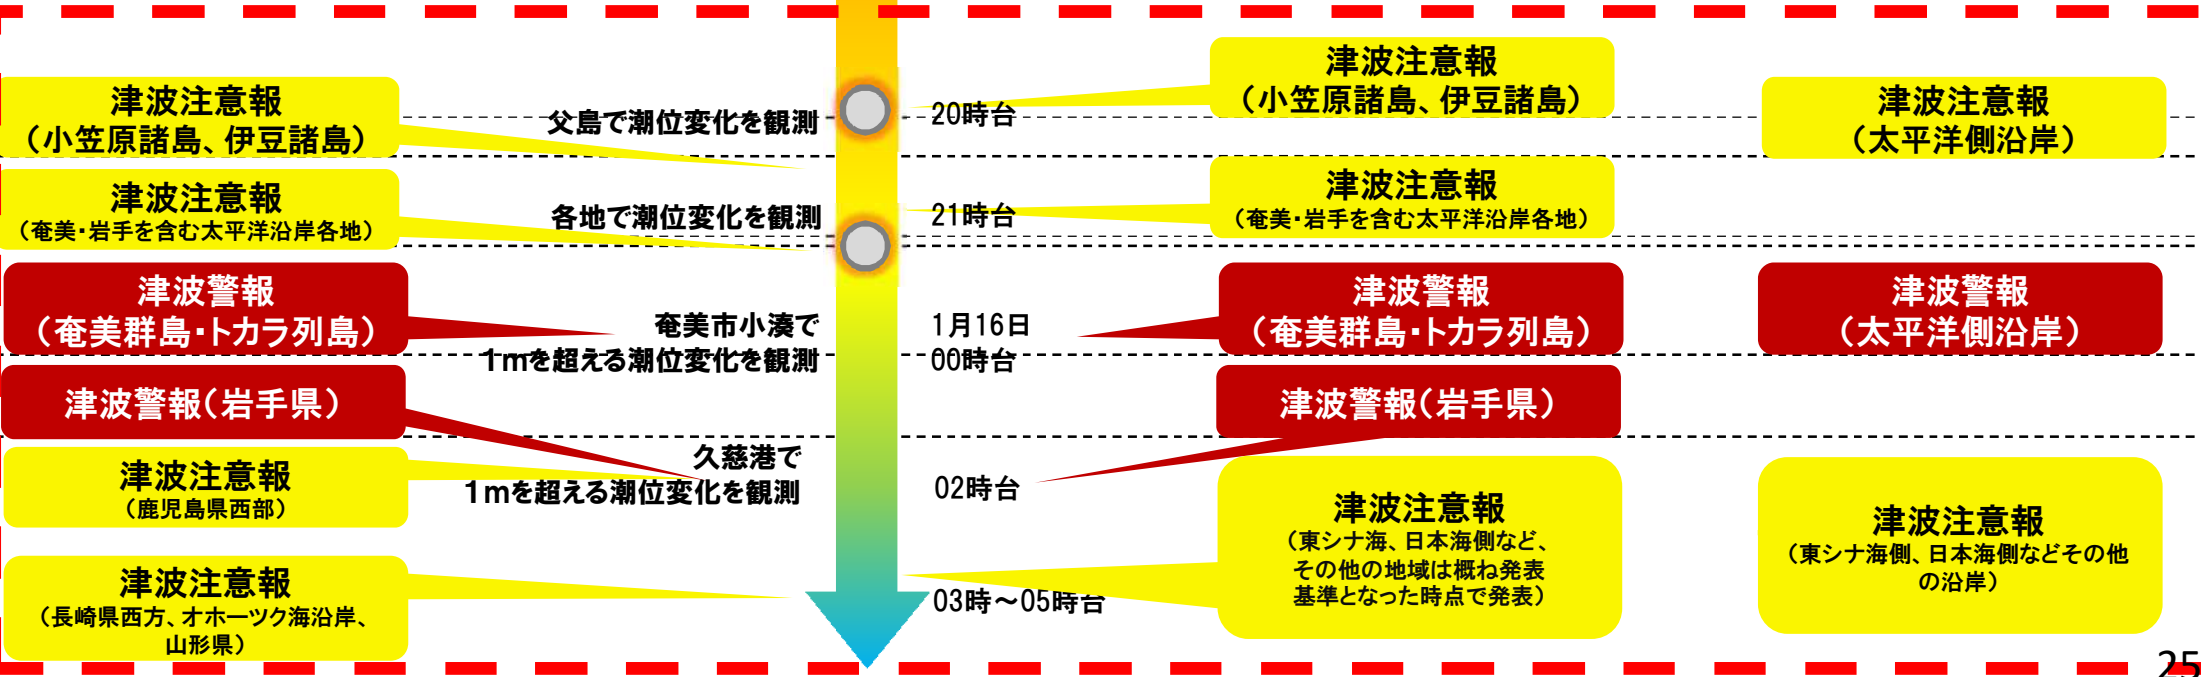 津波注意報
（小笠原諸島、伊豆諸島）
父島で潮位変化を観測
20時台
津波注意報
（小笠原諸島、伊豆諸島）
津波注意報
（太平洋側沿岸）
津波注意報
（奄美・岩手を含む太平洋沿岸各地）
各地で潮位変化を観測
21時台
津波注意報
（奄美・岩手を含む太平洋沿岸各地）
津波警報
（奄美群島・トカラ列島）
奄美市小湊で
1mを超える潮位変化を観測
1月16日
00時台
津波警報
（奄美群島・トカラ列島）
津波警報
（太平洋側沿岸）
津波警報（岩手県）
久慈港で
1mを超える潮位変化を観測
02時台
津波警報（岩手県）
津波注意報
（鹿児島県西部）
津波注意報
（長崎県西方、オホーツク海沿岸、
山形県）
03時～05時台
津波注意報
（東シナ海、日本海側など、
その他の地域は概ね発表
基準となった時点で発表）
津波注意報
（東シナ海側、日本海側などその他
の沿岸）
25